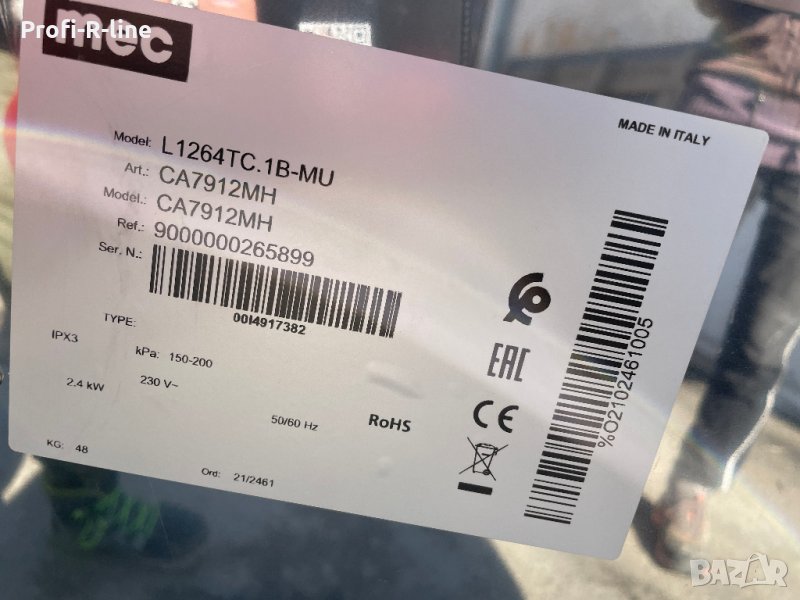 Profi-R-line
mec
MADE IN ITALY
Model: L1264TC.1B-MU
Art.: CA7912MH
Model.: CA7912MH
Ref.: 9000000265899
Ser. N.:
00I4917382
TYPE:
IPX3
kPa: 150-200
2.4 kW
230 V~
50/60 Hz
RoHS
EAC
CE
KG: 48
Ord: 21/2461
%O2102461005
BAZAR